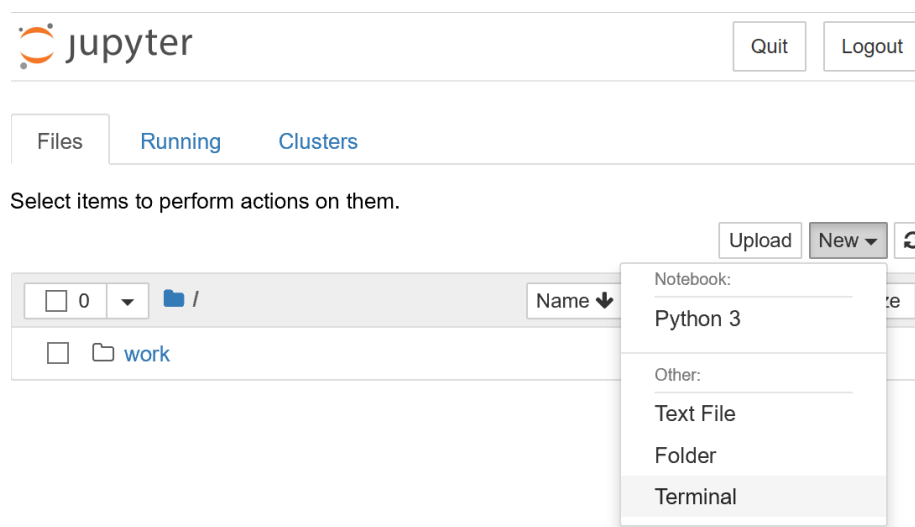 jupyter
Quit Logout
Files Running Clusters
Select items to perform actions on them.
Upload New
0 / Name ze
work
Notebook:
Python 3
Other:
Text File
Folder
Terminal